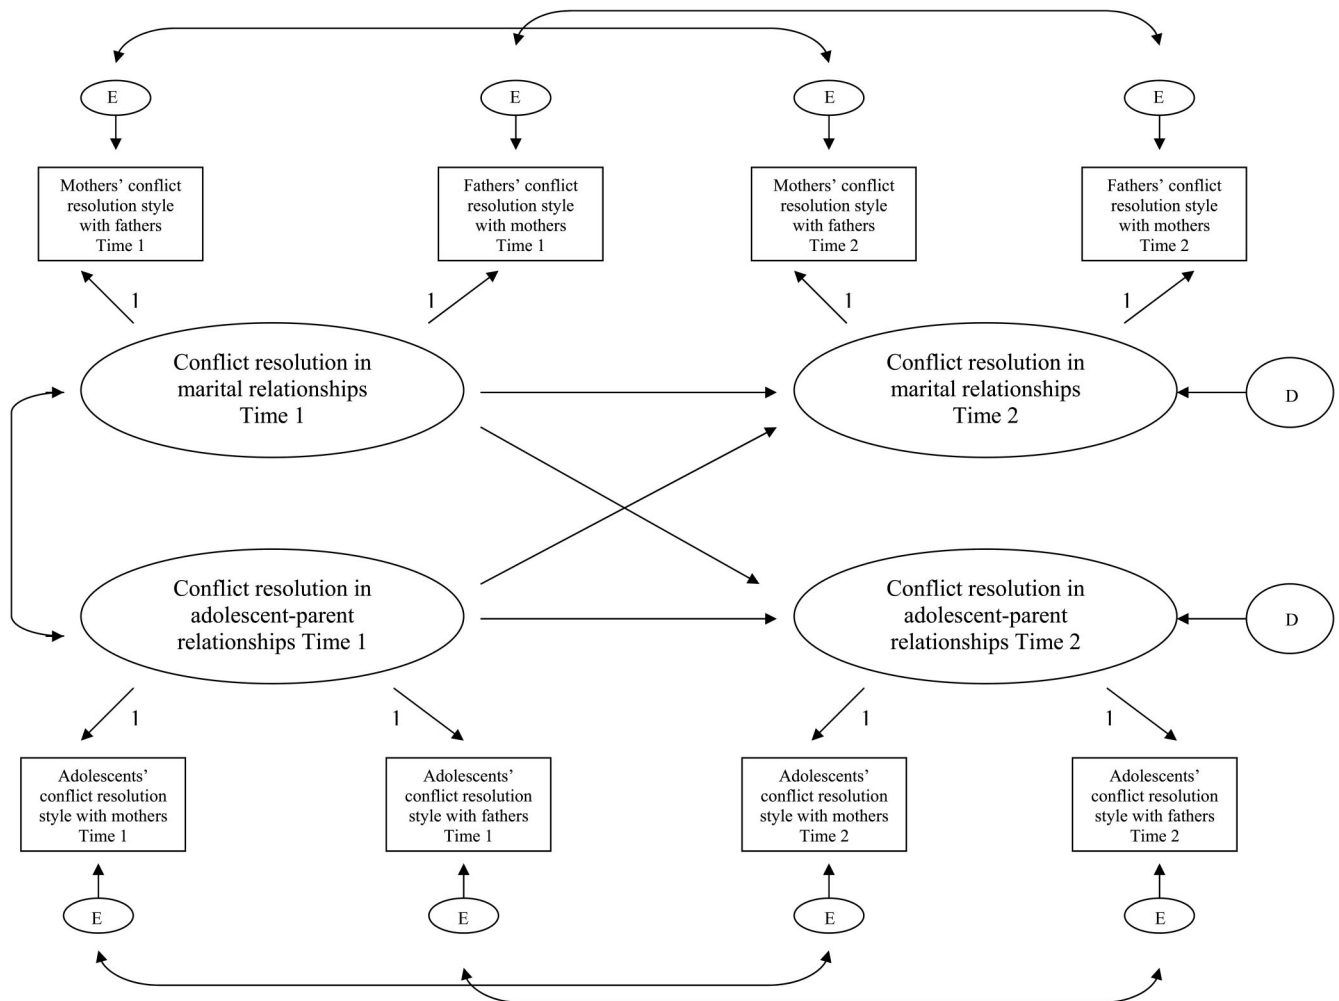 E
E
E
E
Mothers’ conflict
resolution style
with fathers
Time 1
Fathers’ conflict
resolution style
with mothers
Time 1
Mothers’ conflict
resolution style
with fathers
Time 2
Fathers’ conflict
resolution style
with mothers
Time 2
1
1
1
1
Conflict resolution in
marital relationships
Time 1
Conflict resolution in
marital relationships
Time 2
D
Conflict resolution in
adolescent-parent
relationships Time 1
Conflict resolution in
adolescent-parent
relationships Time 2
D
1
1
1
1
Adolescents’
conflict resolution
style with mothers
Time 1
Adolescents’
conflict resolution
style with fathers
Time 1
Adolescents’
conflict resolution
style with mothers
Time 2
Adolescents’
conflict resolution
style with fathers
Time 2
E
E
E
E